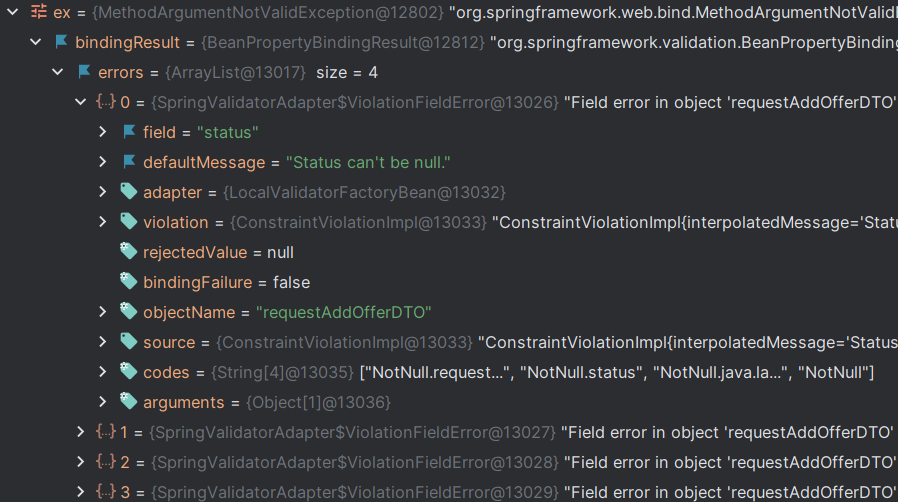 ex = {MethodArgumentNotValidException@12802} "org.springframework.web.bind.MethodArgumentNotValidE
bindingResult = {BeanPropertyBindingResult@12812} "org.springframework.validation.BeanPropertyBinding
errors = {ArrayList@13017} size = 4
{...} 0 = {SpringValidatorAdapter$ViolationFieldError@13026} "Field error in object 'requestAddOfferDTO'
field = "status"
defaultMessage = "Status can't be null."
adapter = {LocalValidatorFactoryBean@13032}
violation = {ConstraintViolationImpl@13033} "ConstraintViolationImpl{interpolatedMessage='Statu
rejectedValue = null
bindingFailure = false
objectName = "requestAddOfferDTO"
source = {ConstraintViolationImpl@13033} "ConstraintViolationImpl{interpolatedMessage='Status
codes = {String[4]@13035} ["NotNull.request...", "NotNull.status", "NotNull.java.la...", "NotNull"]
arguments = {Object[1]@13036}
{...} 1 = {SpringValidatorAdapter$ViolationFieldError@13027} "Field error in object 'requestAddOfferDTO'
{...} 2 = {SpringValidatorAdapter$ViolationFieldError@13028} "Field error in object 'requestAddOfferDTO'
{...} 3 = {SpringValidatorAdapter$ViolationFieldError@13029} "Field error in object 'requestAddOfferDTO'